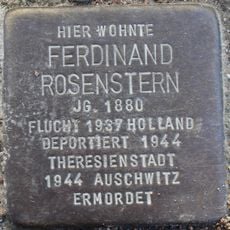 HIER WOHNTE
FERDINAND
ROSENSTERN
JG. 1880
FLUCHT 1937 HOLLAND
DEPORTIERT 1944
THERESIENSTADT
1944 AUSCHWITZ
ERMORDET